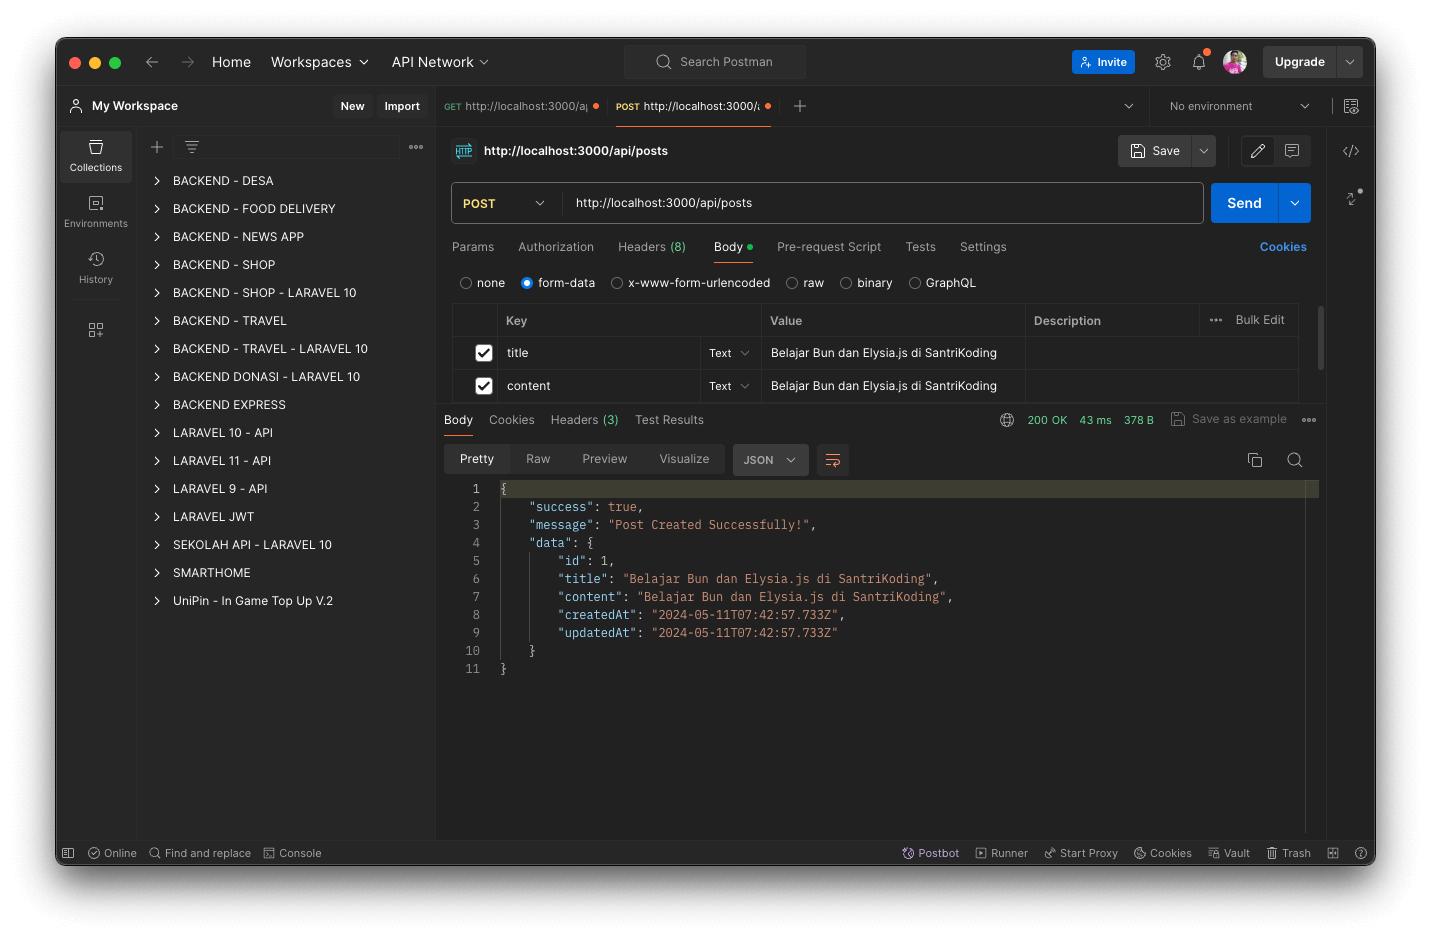 Home Workspaces API Network Search Postman Invite Upgrade
My Workspace New Import GET http://localhost:3000/a POST http://localhost:3000/ No environment
Collections
Environments
History
BACKEND - DESA
BACKEND - FOOD DELIVERY
BACKEND - NEWS APP
BACKEND - SHOP
BACKEND - SHOP - LARAVEL 10
BACKEND - TRAVEL
BACKEND - TRAVEL - LARAVEL 10
BACKEND DONASI - LARAVEL 10
BACKEND EXPRESS
LARAVEL 10 - API
LARAVEL 11 - API
LARAVEL 9 - API
LARAVEL JWT
SEKOLAH API - LARAVEL 10
SMARTHOME
UniPin - In Game Top Up V.2
HTTP http://localhost:3000/api/posts Save
POST http://localhost:3000/api/posts Send
Params Authorization Headers (8) Body Pre-request Script Tests Settings Cookies
none form-data x-www-form-urlencoded raw binary GraphQL
Key Value Description Bulk Edit
title Text Belajar Bun dan Elysia.js di SantriKoding
content Text Belajar Bun dan Elysia.js di SantriKoding
Body Cookies Headers (3) Test Results 200 OK 43 ms 378 B Save as example
Pretty Raw Preview Visualize JSON
1 {
2 "success": true,
3 "message": "Post Created Successfully!",
4 "data": {
5 "id": 1,
6 "title": "Belajar Bun dan Elysia.js di SantriKoding",
7 "content": "Belajar Bun dan Elysia.js di SantriKoding",
8 "createdAt": "2024-05-11T07:42:57.733Z",
9 "updatedAt": "2024-05-11T07:42:57.733Z"
10 }
11 }
Online Find and replace Console Postbot Runner Start Proxy Cookies Vault Trash